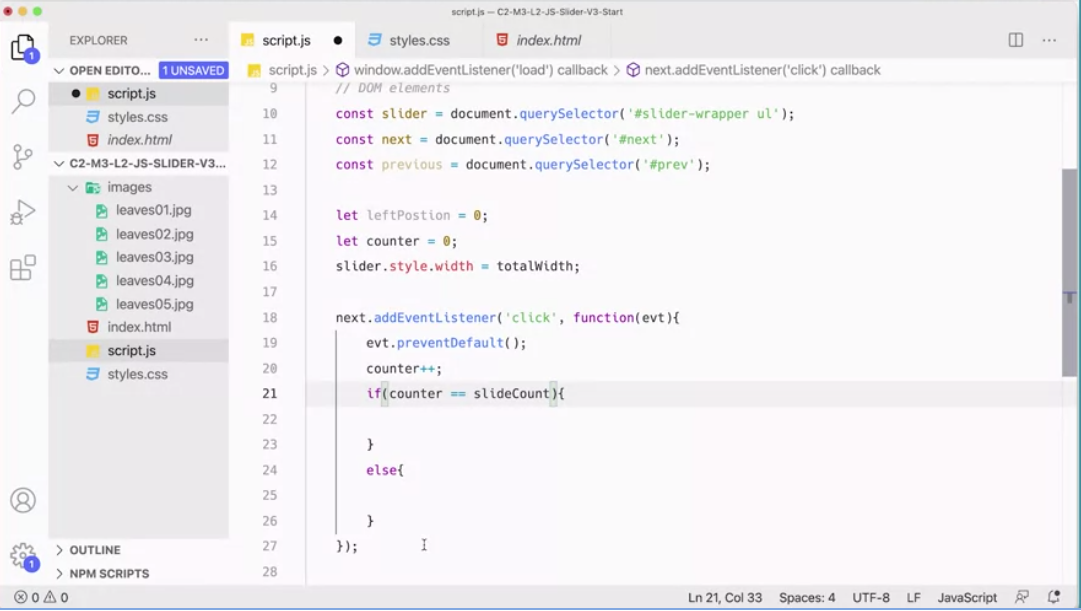 script.js — C2-M3-L2-JS-Slider-V3-Start
EXPLORER ···
script.js ● styles.css index.html ···
1
OPEN EDITO... 1 UNSAVED
script.js > window.addEventListener('load') callback > next.addEventListener('click') callback
● script.js
styles.css
index.html
C2-M3-L2-JS-SLIDER-V3...
images
leaves01.jpg
leaves02.jpg
leaves03.jpg
leaves04.jpg
leaves05.jpg
index.html
script.js
styles.css
9 // DOM elements
10 const slider = document.querySelector('#slider-wrapper ul');
11 const next = document.querySelector('#next');
12 const previous = document.querySelector('#prev');
13
14 let leftPostion = 0;
15 let counter = 0;
16 slider.style.width = totalWidth;
17
18 next.addEventListener('click', function(evt){
19 evt.preventDefault();
20 counter++;
21 if(counter == slideCount){
22
23 }
24 else{
25
26 }
27 });
28
OUTLINE
1
NPM SCRIPTS
0 0 Ln 21, Col 33 Spaces: 4 UTF-8 LF JavaScript